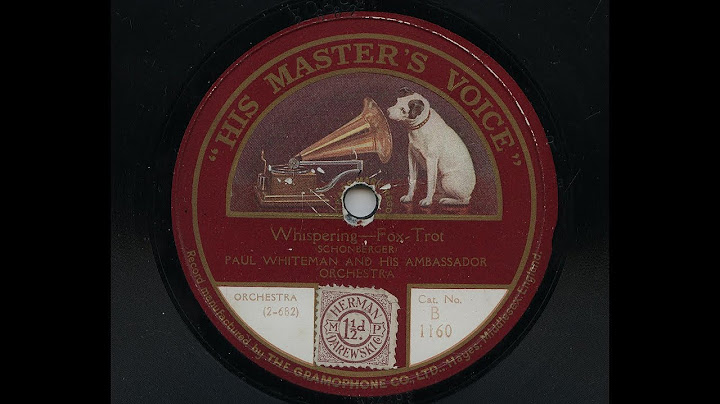 "HIS MASTER'S VOICE"
Whispering—Fox-Trot
SCHONBERGER)
PAUL WHITEMAN AND HIS AMBASSADOR
ORCHESTRA
ORCHESTRA
(2-682)
Cat. No.
B
1160
HERMAN
M 1½d P
DAREWSKI
Record manufactured by THE GRAMOPHONE CO., LTD., Hayes, Middlesex, England.